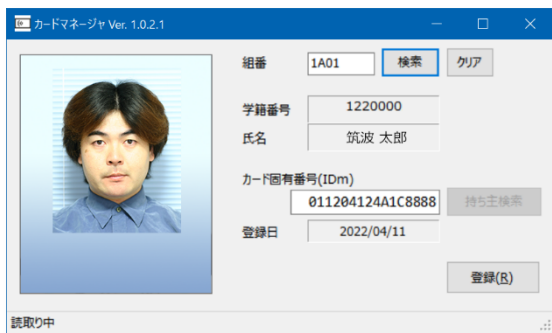 カードマネージャ Ver. 1.0.2.1
組番 1A01 検索 クリア
学籍番号 1220000
氏名 筑波 太郎
カード固有番号(IDm)
011204124A1C8888 持ち主検索
登録日 2022/04/11
登録(R)
読取り中